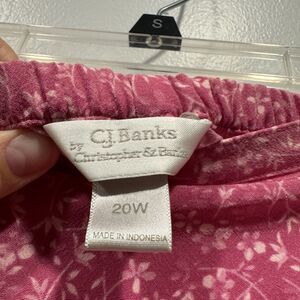 S
C.J. Banks
by
Christopher & Banks
20W
MADE IN INDONESIA